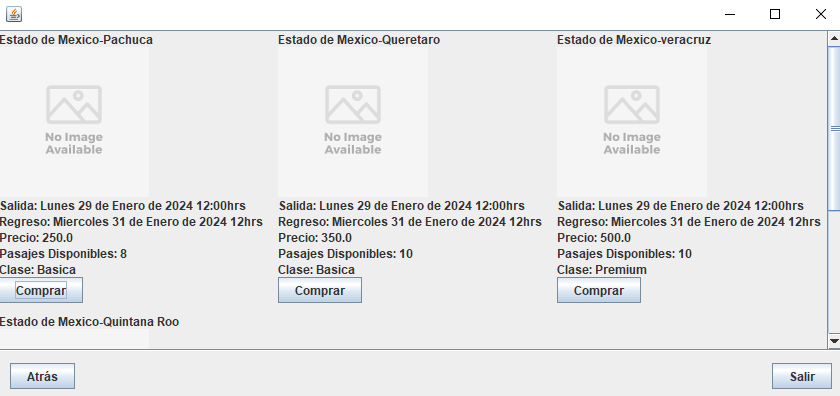 Estado de Mexico-Pachuca
No Image
Available
Salida: Lunes 29 de Enero de 2024 12:00hrs
Regreso: Miercoles 31 de Enero de 2024 12hrs
Precio: 250.0
Pasajes Disponibles: 8
Clase: Basica
Comprar
Estado de Mexico-Queretaro
No Image
Available
Salida: Lunes 29 de Enero de 2024 12:00hrs
Regreso: Miercoles 31 de Enero de 2024 12hrs
Precio: 350.0
Pasajes Disponibles: 10
Clase: Basica
Comprar
Estado de Mexico-veracruz
No Image
Available
Salida: Lunes 29 de Enero de 2024 12:00hrs
Regreso: Miercoles 31 de Enero de 2024 12hrs
Precio: 500.0
Pasajes Disponibles: 10
Clase: Premium
Comprar
Estado de Mexico-Quintana Roo
Atrás
Salir